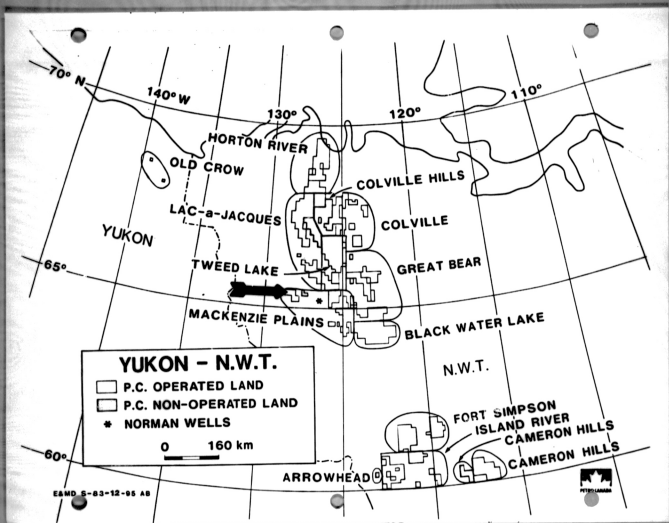 70° N
140° W
130°
120°
110°
HORTON RIVER
OLD CROW
COLVILLE HILLS
LAC-a-JACQUES
COLVILLE
YUKON
TWEED LAKE
GREAT BEAR
65°
MACKENZIE PLAINS
BLACK WATER LAKE
N.W.T.
YUKON – N.W.T.
P.C. OPERATED LAND
P.C. NON-OPERATED LAND
* NORMAN WELLS
0 160 km
FORT SIMPSON
ISLAND RIVER
CAMERON HILLS
CAMERON HILLS
60°
ARROWHEAD
E&MD S-83-12-95 AB
PETRO-CANADA